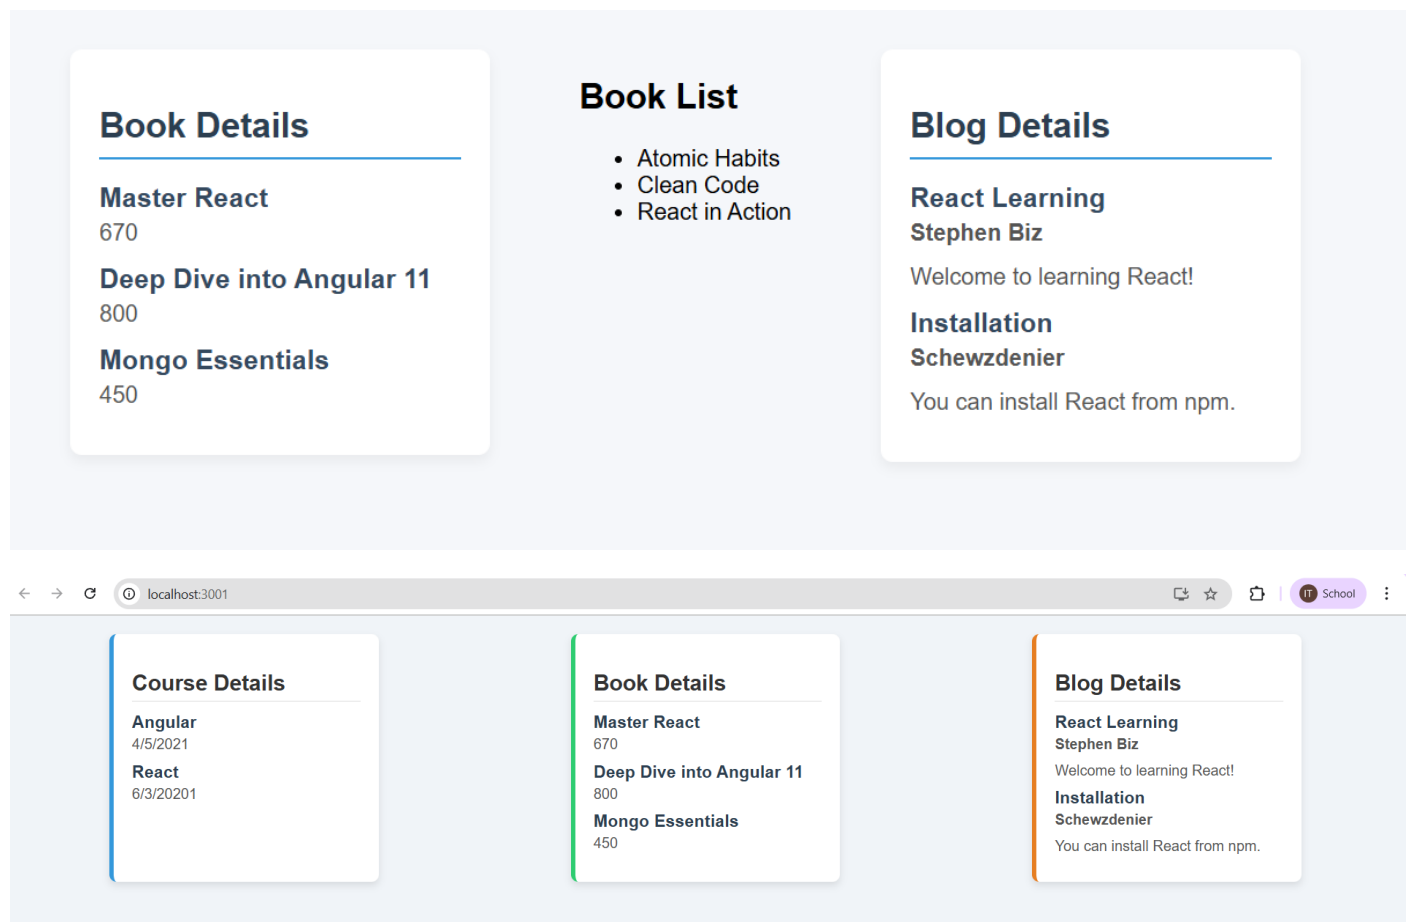 Book Details
Master React
670
Deep Dive into Angular 11
800
Mongo Essentials
450
Book List
• Atomic Habits
• Clean Code
• React in Action
Blog Details
React Learning
Stephen Biz
Welcome to learning React!
Installation
Schewzdenier
You can install React from npm.
localhost:3001
IT School
Course Details
Angular
4/5/2021
React
6/3/20201
Book Details
Master React
670
Deep Dive into Angular 11
800
Mongo Essentials
450
Blog Details
React Learning
Stephen Biz
Welcome to learning React!
Installation
Schewzdenier
You can install React from npm.